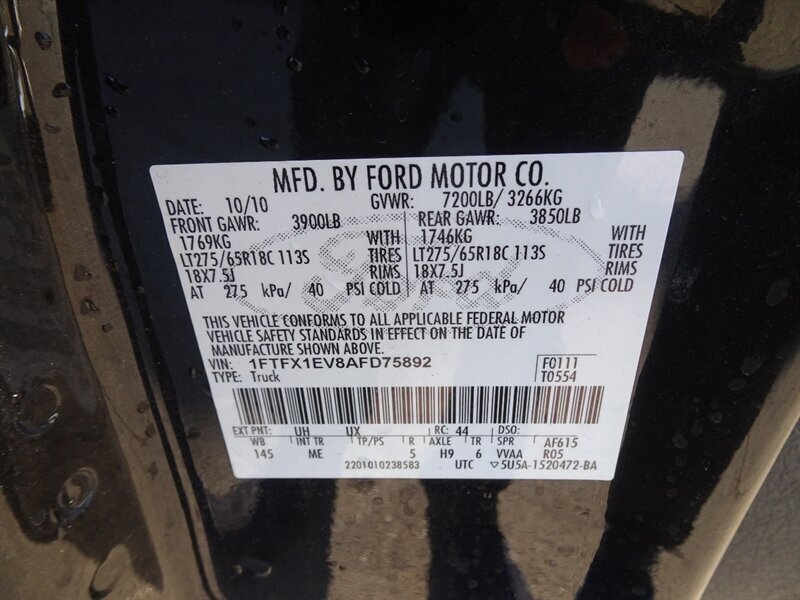 MFD. BY FORD MOTOR CO.
DATE: 10/10 GVWR: 7200LB/ 3266KG
FRONT GAWR: 3900LB REAR GAWR: 3850LB
1769KG WITH 1746KG WITH
LT275/65R18C 113S TIRES LT275/65R18C 113S TIRES
18X7.5J RIMS 18X7.5J RIMS
AT 275 kPa/ 40 PSI COLD AT 275 kPa/ 40 PSI COLD
THIS VEHICLE CONFORMS TO ALL APPLICABLE FEDERAL MOTOR
VEHICLE SAFETY STANDARDS IN EFFECT ON THE DATE OF
MANUFACTURE SHOWN ABOVE.
VIN: 1FTFX1EV8AFD75892 F0111
TYPE: Truck T0554
EXT PNT: UH UX RC: 44 DSO:
WB INT TR TP/PS R AXLE TR SPR AF615
145 ME 5 H9 6 VVAA R05
2201010238583 UTC ▽5U5A-1520472-BA